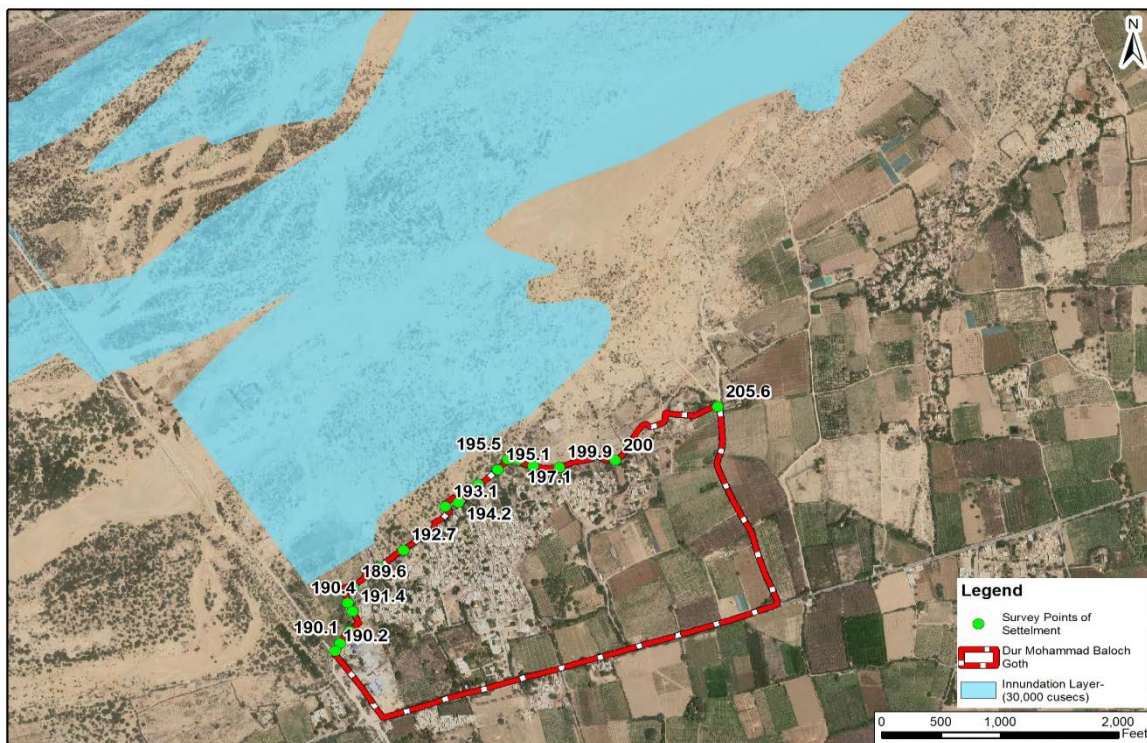 N
205.6
195.5
195.1
199.9
200
197.1
193.1
194.2
192.7
189.6
190.4
191.4
190.1
190.2
Legend
Survey Points of
Settelment
Dur Mohammad Baloch
Goth
Innundation Layer-
(30,000 cusecs)
0 500 1,000 2,000
Feet